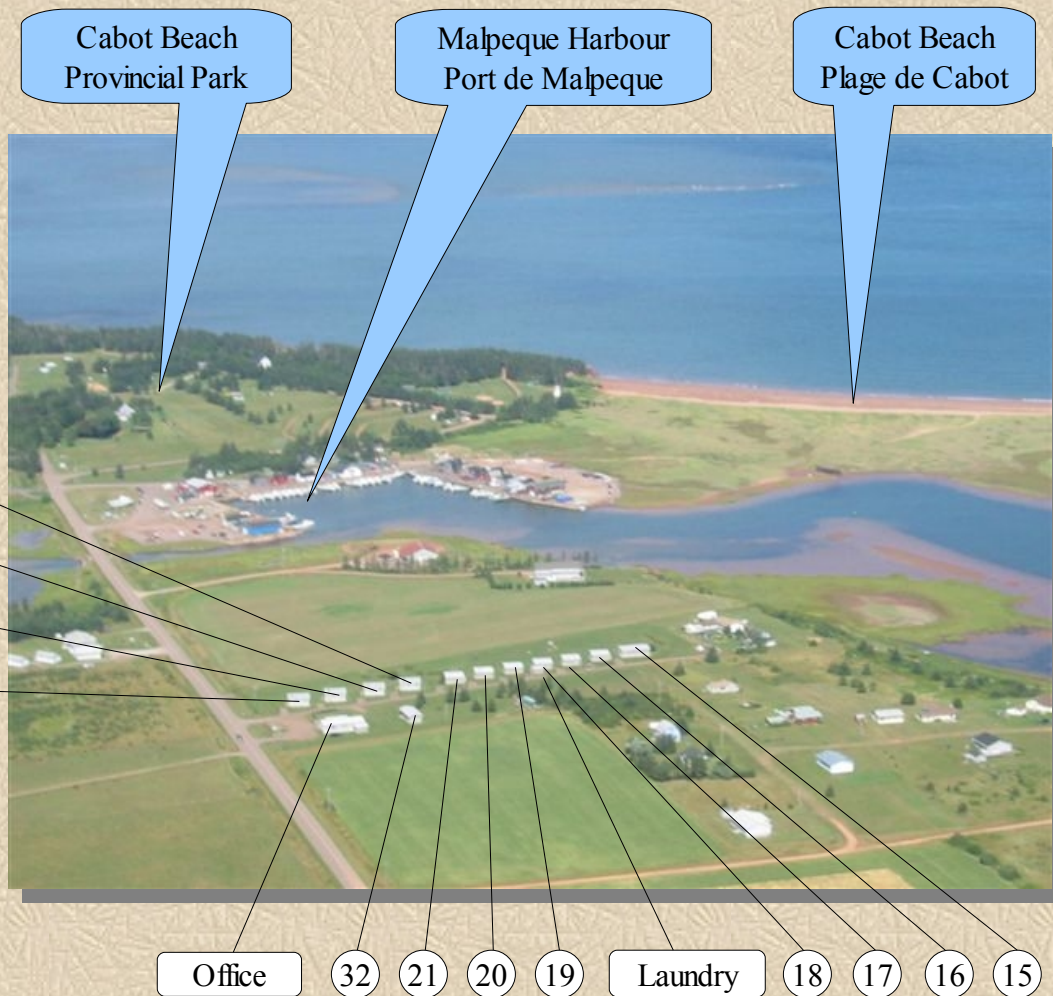 Cabot Beach
Provincial Park
Malpeque Harbour
Port de Malpeque
Cabot Beach
Plage de Cabot
Office
32
21
20
19
Laundry
18
17
16
15